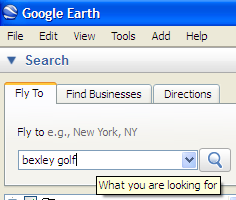 Google Earth
File Edit View Tools Add Help
Search
Fly To Find Businesses Directions
Fly to e.g., New York, NY
bexley golf
What you are looking for